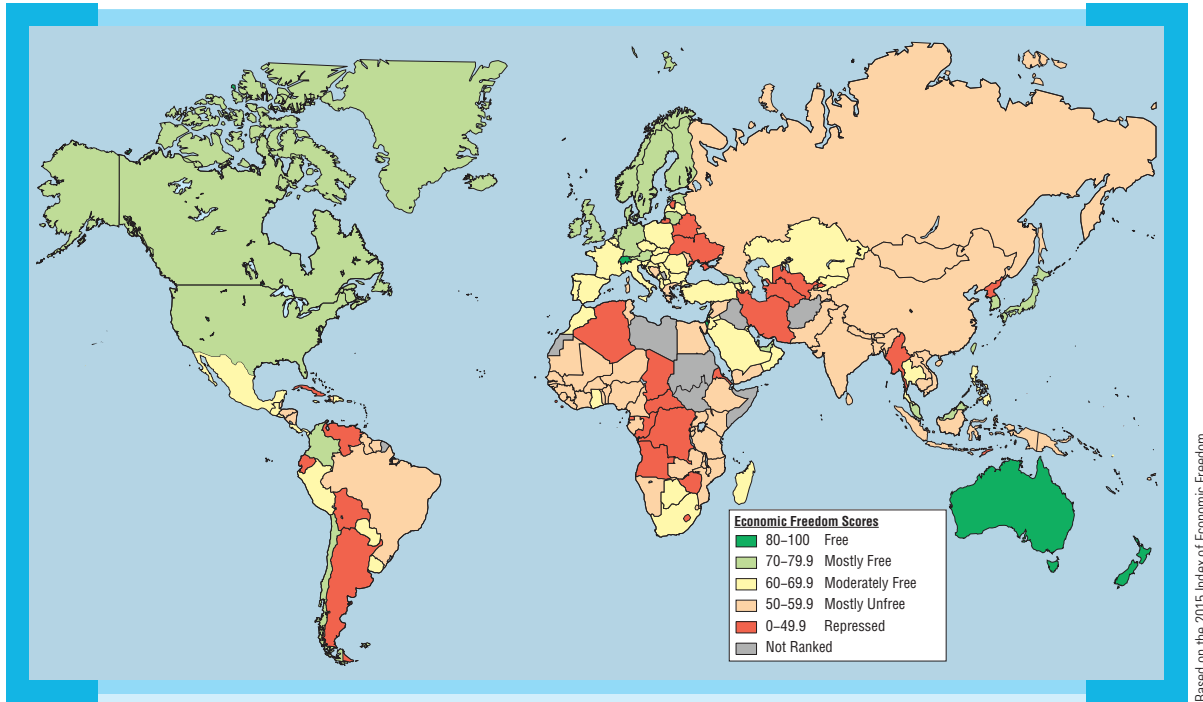 Economic Freedom Scores
80–100 Free
70–79.9 Mostly Free
60–69.9 Moderately Free
50–59.9 Mostly Unfree
0–49.9 Repressed
Not Ranked
Based on the 2015 Index of Economic Freedom